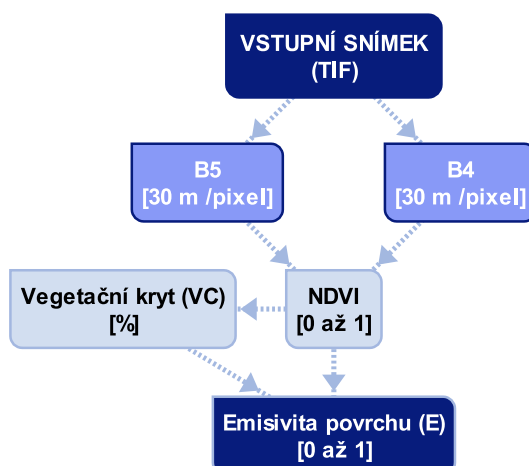 VSTUPNÍ SNÍMEK
(TIF)
B5
[30 m /pixel]
B4
[30 m /pixel]
Vegetační kryt (VC)
[%]
NDVI
[0 až 1]
Emisivita povrchu (E)
[0 až 1]